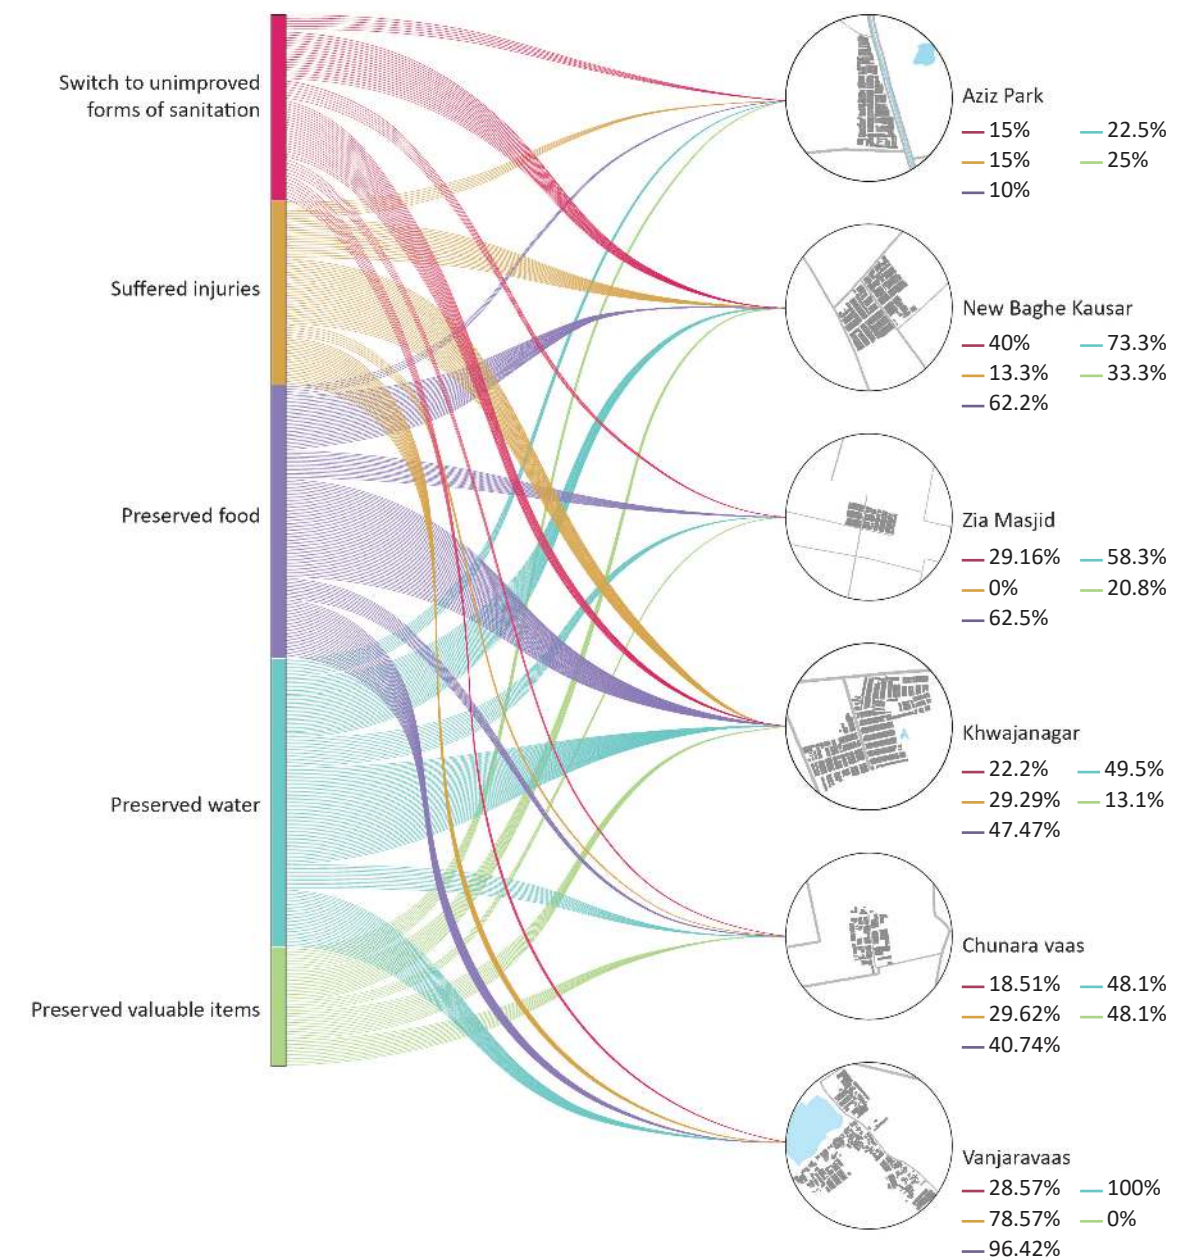 Switch to unimproved
forms of sanitation
Suffered injuries
Preserved food
Preserved water
Preserved valuable items
Aziz Park
15% 22.5%
15% 25%
10%
New Baghe Kausar
40% 73.3%
13.3% 33.3%
62.2%
Zia Masjid
29.16% 58.3%
0% 20.8%
62.5%
Khwajanagar
22.2% 49.5%
29.29% 13.1%
47.47%
Chunara vaas
18.51% 48.1%
29.62% 48.1%
40.74%
Vanjaravaas
28.57% 100%
78.57% 0%
96.42%